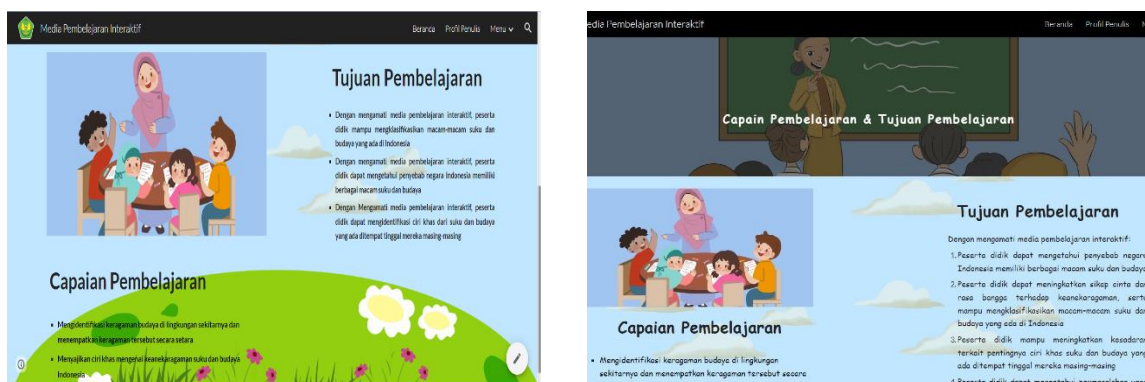 Media Pembelajaran Interaktif
Beranda Profil Penulis Menu
Tujuan Pembelajaran
• Dengan mengamati media pembelajaran interaktif, peserta
didik mampu mengklasifikasikan macam-macam suku dan
budaya yang ada di Indonesia
• Dengan mengamati media pembelajaran interaktif, peserta
didik dapat mengetahui penyebab negara Indonesia memiliki
berbagai macam suku dan budaya
• Dengan Mengamati media pembelajaran interaktif, peserta
didik dapat mengidentifikasi ciri khas dari suku dan budaya
yang ada ditempat tinggal mereka masing-masing
Capaian Pembelajaran
• Mengidentifikasi keragaman budaya di lingkungan sekitarnya dan
menempatkan keragaman tersebut secara setara
• Menyajikan ciri khas mengenai keanekaragaman suku dan budaya
Indonesia
edia Pembelajaran Interaktif
Beranda Profil Penulis M
Capain Pembelajaran & Tujuan Pembelajaran
Tujuan Pembelajaran
Dengan mengamati media pembelajaran interaktif:
1. Peserta didik dapat mengetahui penyebab negara
Indonesia memiliki berbagai macam suku dan budaya
2. Peserta didik dapat meningkatkan sikap cinta dan
rasa bangga terhadap keanekaragaman, serta
mampu mengklasifikasikan macam-macam suku dan
budaya yang ada di Indonesia
3. Peserta didik mampu meningkatkan kesadaran
terkait pentingnya ciri khas suku dan budaya yang
ada ditempat tinggal mereka masing-masing
4. Peserta didik dapat mengetahui
Capaian Pembelajaran
• Mengidentifikasi keragaman budaya di lingkungan
sekitarnya dan menempatkan keragaman tersebut secara